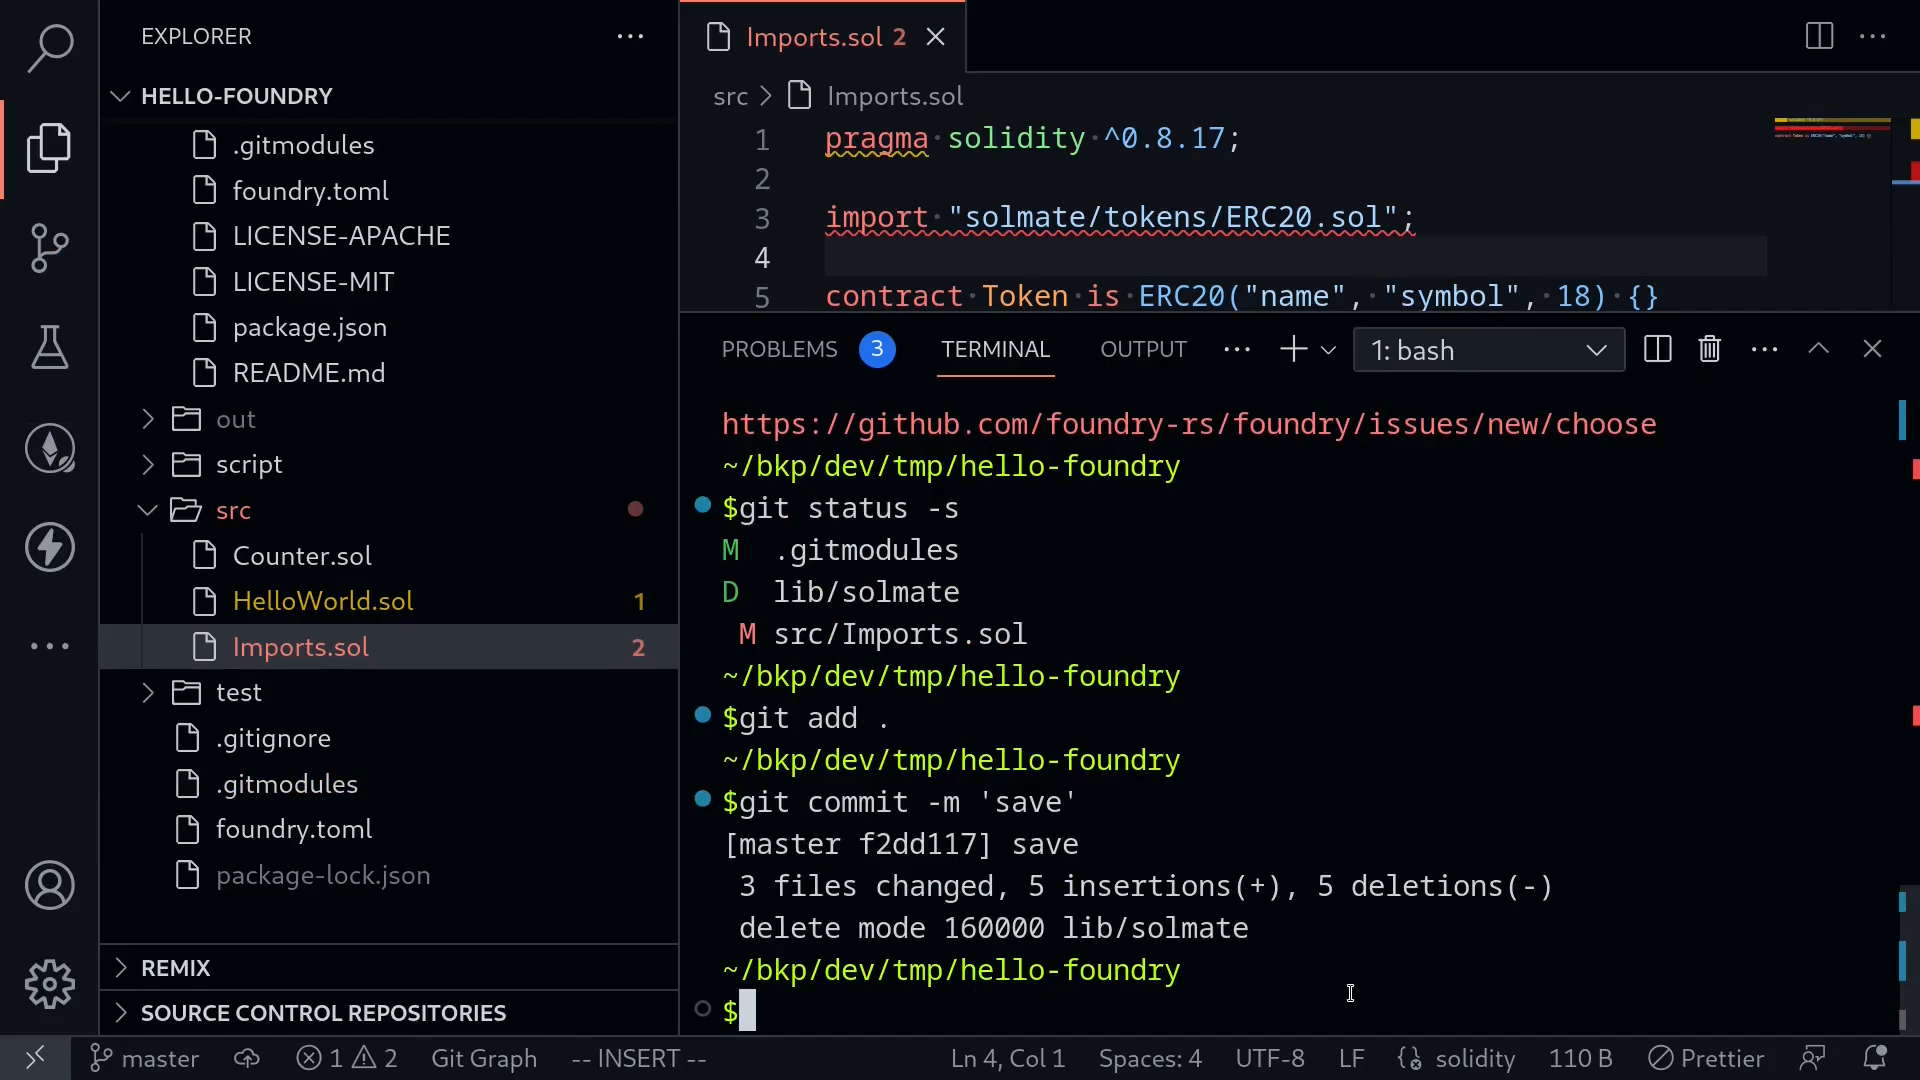 EXPLORER
HELLO-FOUNDRY
.gitmodules
foundry.toml
LICENSE-APACHE
LICENSE-MIT
package.json
README.md
out
script
src
Counter.sol
HelloWorld.sol 1
Imports.sol 2
test
.gitignore
.gitmodules
foundry.toml
package-lock.json
REMIX
SOURCE CONTROL REPOSITORIES
Imports.sol 2
src > Imports.sol
1 pragma solidity ^0.8.17;
2
3 import "solmate/tokens/ERC20.sol";
4
5 contract Token is ERC20("name", "symbol", 18) {}
PROBLEMS 3 TERMINAL OUTPUT 1: bash
https://github.com/foundry-rs/foundry/issues/new/choose
~/bkp/dev/tmp/hello-foundry
$git status -s
M  .gitmodules
D  lib/solmate
 M src/Imports.sol
~/bkp/dev/tmp/hello-foundry
$git add .
~/bkp/dev/tmp/hello-foundry
$git commit -m 'save'
[master f2dd117] save
 3 files changed, 5 insertions(+), 5 deletions(-)
 delete mode 160000 lib/solmate
~/bkp/dev/tmp/hello-foundry
$
master 1 2 Git Graph -- INSERT -- Ln 4, Col 1 Spaces: 4 UTF-8 LF solidity 110 B Prettier